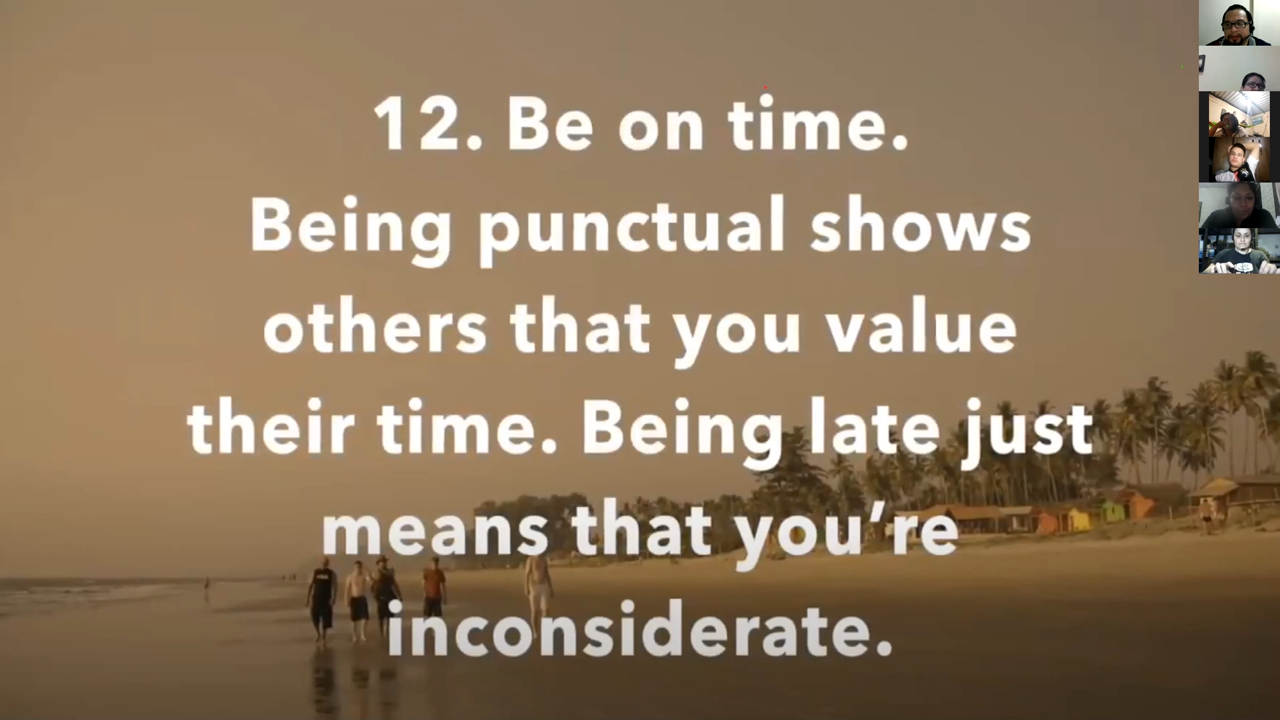 12. Be on time.
Being punctual shows
others that you value
their time. Being late just
means that you're
inconsiderate.